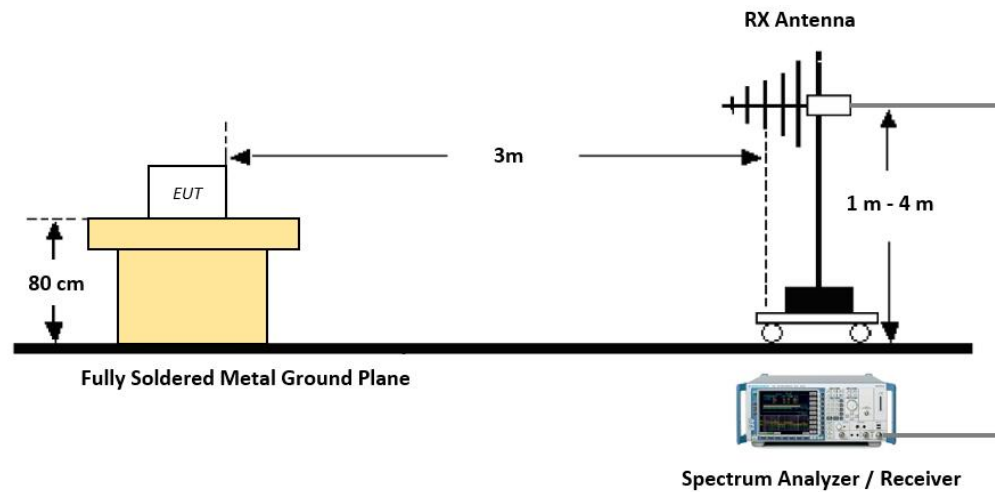 RX Antenna
3m
EUT
1 m - 4 m
80 cm
Fully Soldered Metal Ground Plane
Spectrum Analyzer / Receiver